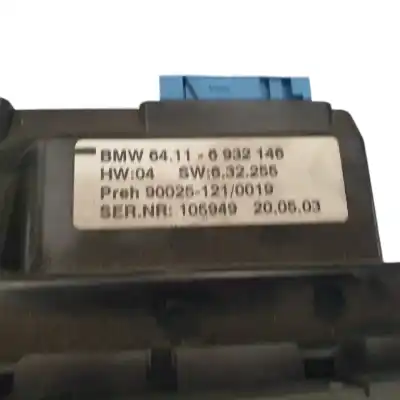 BMW 64.11 - 6 932 146
HW:04 SW:6.32.255
Preh 90025-121/0019
SER.NR: 105949 20.05.03